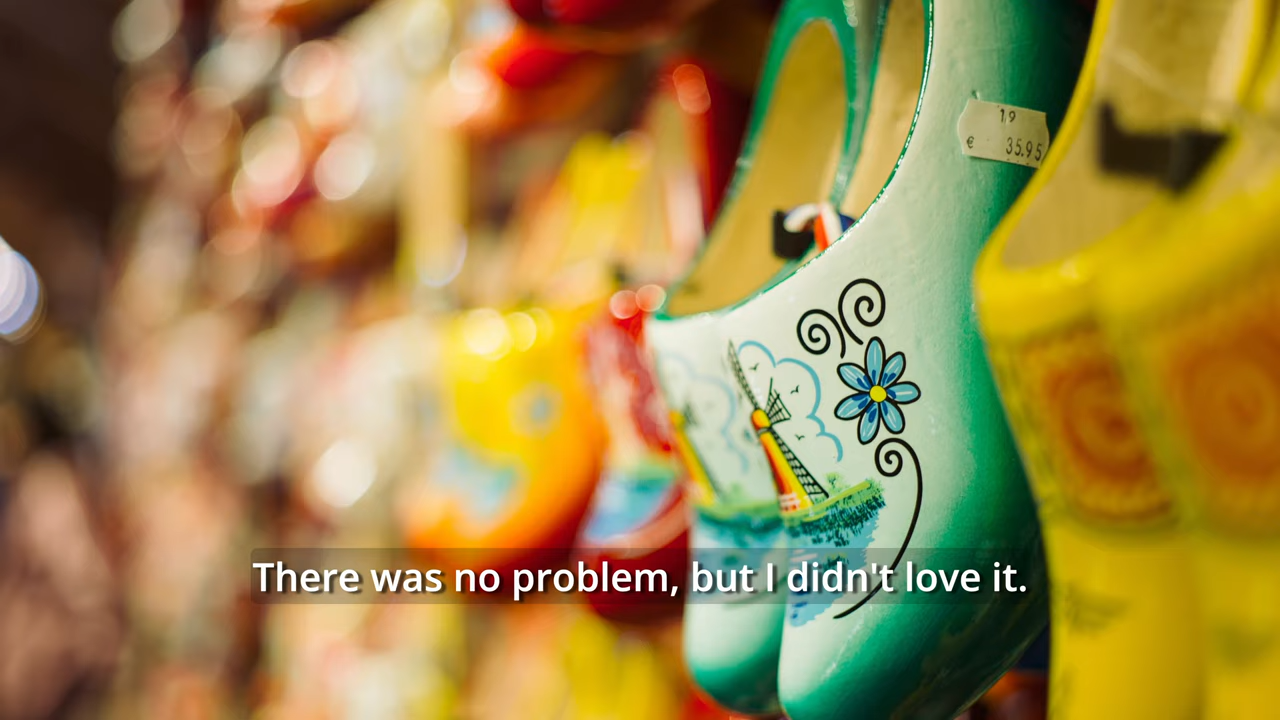 19
€ 35.95
There was no problem, but I didn't love it.